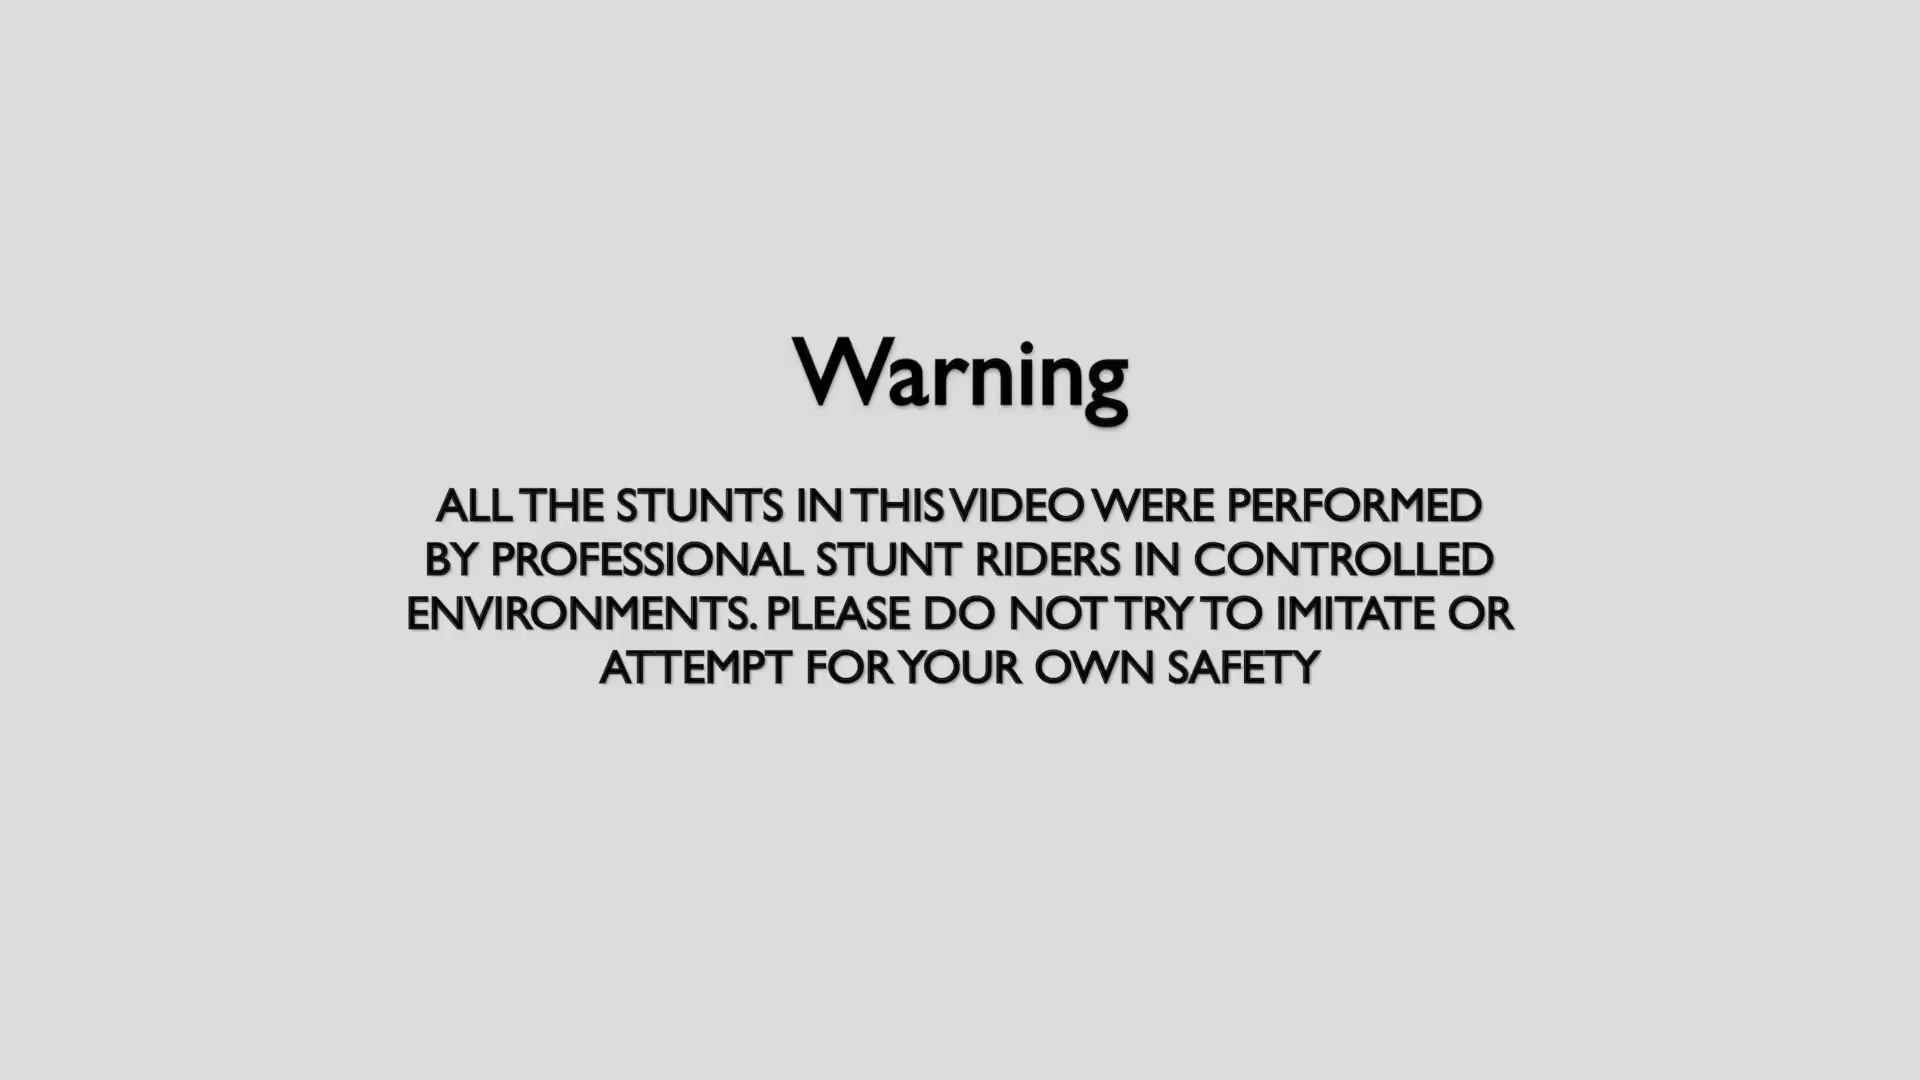 Warning
ALL THE STUNTS IN THIS VIDEO WERE PERFORMED
BY PROFESSIONAL STUNT RIDERS IN CONTROLLED
ENVIRONMENTS. PLEASE DO NOT TRY TO IMITATE OR
ATTEMPT FOR YOUR OWN SAFETY